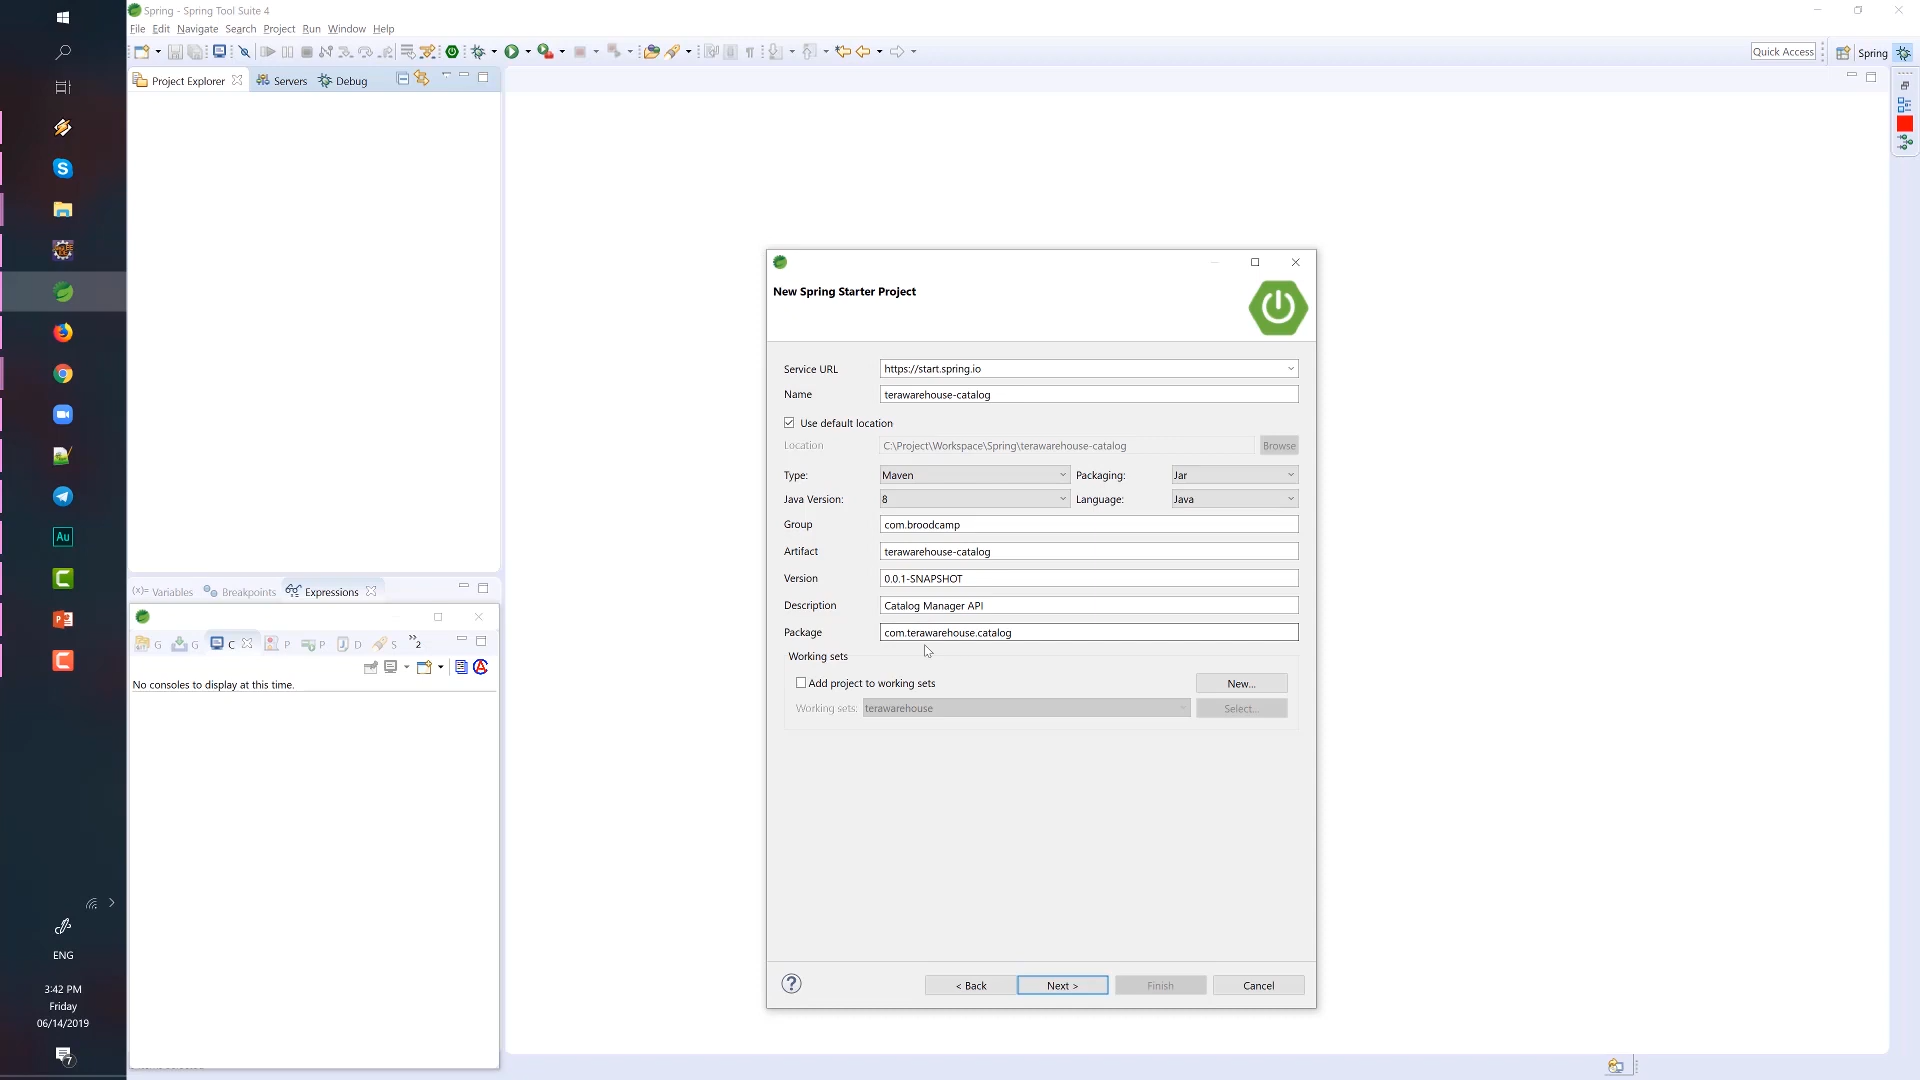 Spring - Spring Tool Suite 4
File Edit Navigate Search Project Run Window Help
Quick Access
Spring
Project Explorer Servers Debug
New Spring Starter Project
Service URL https://start.spring.io
Name terawarehouse-catalog
Use default location
Location C:\Project\Workspace\Spring\terawarehouse-catalog Browse
Type: Maven Packaging: Jar
Java Version: 8 Language: Java
Group com.broodcamp
Artifact terawarehouse-catalog
Version 0.0.1-SNAPSHOT
Description Catalog Manager API
Package com.terawarehouse.catalog
Working sets
Add project to working sets New...
Working sets: terawarehouse Select...
< Back Next > Finish Cancel
(x)= Variables Breakpoints Expressions
G G C P P D S »2
No consoles to display at this time.
Au
ENG
3:42 PM
Friday
06/14/2019
7